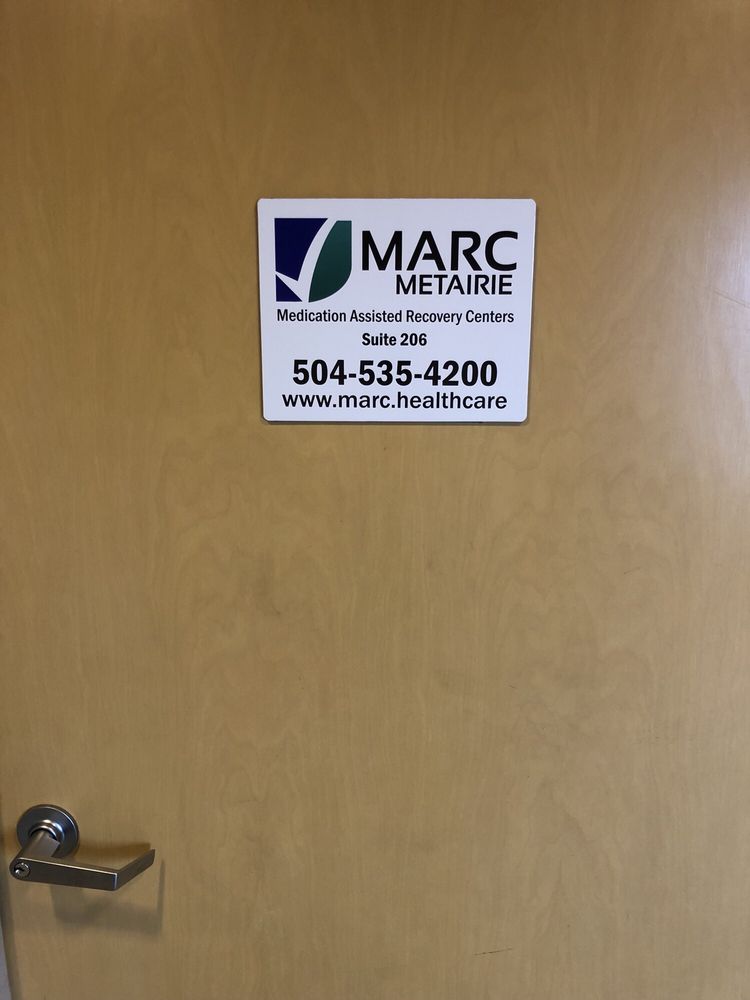 MARC
METAIRIE
Medication Assisted Recovery Centers
Suite 206
504-535-4200
www.marc.healthcare